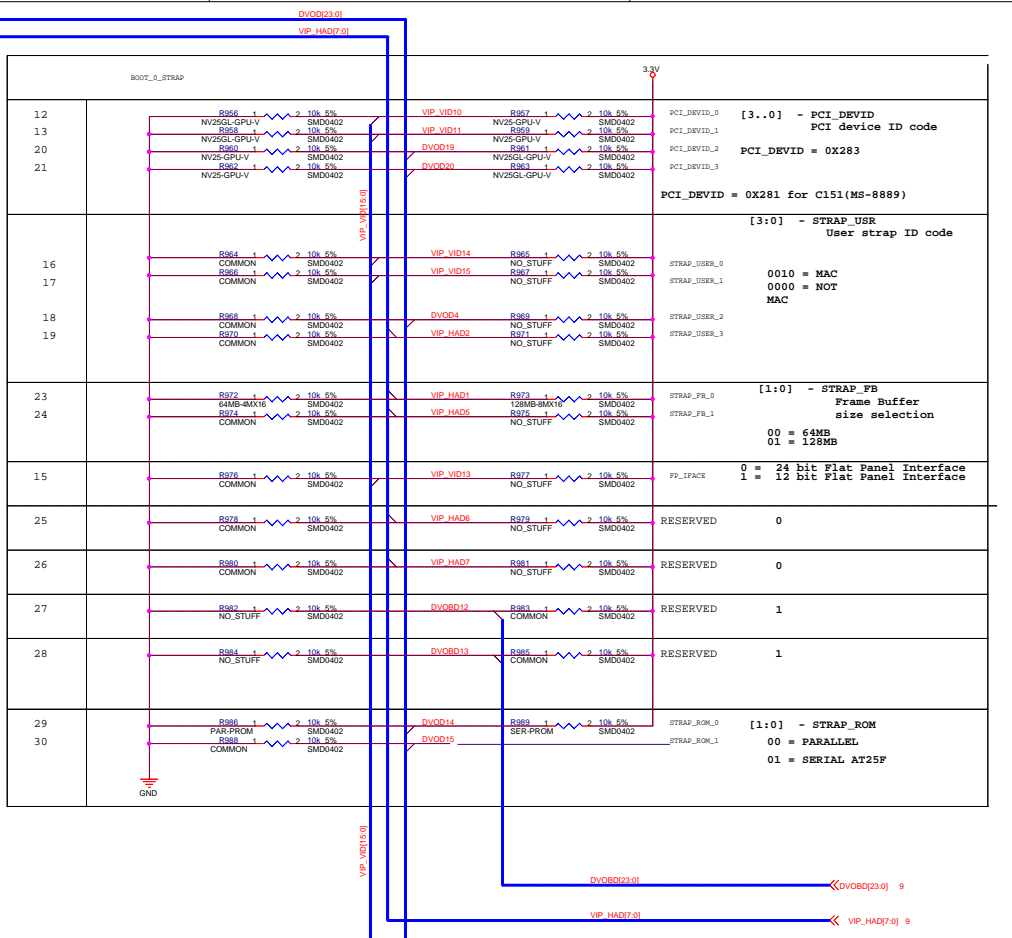 DVOD[23:0]
VIP_HAD[7:0]
BOOT_0_STRAP
3.3V
12 R956 1 2 10k 5% VIP_VID10 R957 1 2 10k 5% PCI_DEVID_0 [3..0] - PCI_DEVID
NV25GL-GPU-V SMD0402 NV25-GPU-V SMD0402 PCI device ID code
13 R958 1 2 10k 5% VIP_VID11 R959 1 2 10k 5% PCI_DEVID_1
NV25GL-GPU-V SMD0402 NV25-GPU-V SMD0402
20 R960 1 2 10k 5% DVOD19 R961 1 2 10k 5% PCI_DEVID_2 PCI_DEVID = 0X283
NV25-GPU-V SMD0402 NV25GL-GPU-V SMD0402
21 R962 1 2 10k 5% DVOD20 R963 1 2 10k 5% PCI_DEVID_3
NV25-GPU-V SMD0402 NV25GL-GPU-V SMD0402
PCI_DEVID = 0X281 for C151(MS-8889)
VIP_VID[15:0]
[3:0] - STRAP_USR
User strap ID code
16 R964 1 2 10k 5% VIP_VID14 R965 1 2 10k 5% STRAP_USER_0
COMMON SMD0402 NO_STUFF SMD0402
17 R966 1 2 10k 5% VIP_VID15 R967 1 2 10k 5% STRAP_USER_1
COMMON SMD0402 NO_STUFF SMD0402
0010 = MAC
0000 = NOT
MAC
18 R968 1 2 10k 5% DVOD4 R969 1 2 10k 5% STRAP_USER_2
COMMON SMD0402 NO_STUFF SMD0402
19 R970 1 2 10k 5% VIP_HAD2 R971 1 2 10k 5% STRAP_USER_3
COMMON SMD0402 NO_STUFF SMD0402
23 R972 1 2 10k 5% VIP_HAD1 R973 1 2 10k 5% STRAP_FB_0 [1:0] - STRAP_FB
64MB-4MX16 SMD0402 128MB-8MX16 SMD0402 Frame Buffer
24 R974 1 2 10k 5% VIP_HAD5 R975 1 2 10k 5% STRAP_FB_1 size selection
COMMON SMD0402 NO_STUFF SMD0402
00 = 64MB
01 = 128MB
15 R976 1 2 10k 5% VIP_VID13 R977 1 2 10k 5% FP_IFACE 0 = 24 bit Flat Panel Interface
COMMON SMD0402 NO_STUFF SMD0402 1 = 12 bit Flat Panel Interface
25 R978 1 2 10k 5% VIP_HAD6 R979 1 2 10k 5% RESERVED 0
COMMON SMD0402 NO_STUFF SMD0402
26 R980 1 2 10k 5% VIP_HAD7 R981 1 2 10k 5% RESERVED 0
COMMON SMD0402 NO_STUFF SMD0402
27 R982 1 2 10k 5% DVOBD12 R983 1 2 10k 5% RESERVED 1
NO_STUFF SMD0402 COMMON SMD0402
28 R984 1 2 10k 5% DVOBD13 R985 1 2 10k 5% RESERVED 1
NO_STUFF SMD0402 COMMON SMD0402
29 R986 1 2 10k 5% DVOD14 R989 1 2 10k 5% STRAP_ROM_0 [1:0] - STRAP_ROM
PAR-PROM SMD0402 SER-PROM SMD0402
30 R988 1 2 10k 5% DVOD15 STRAP_ROM_1 00 = PARALLEL
COMMON SMD0402
01 = SERIAL AT25F
GND
VIP_VID[15:0]
DVOBD[23:0] DVOBD[23:0] 9
VIP_HAD[7:0] VIP_HAD[7:0] 9